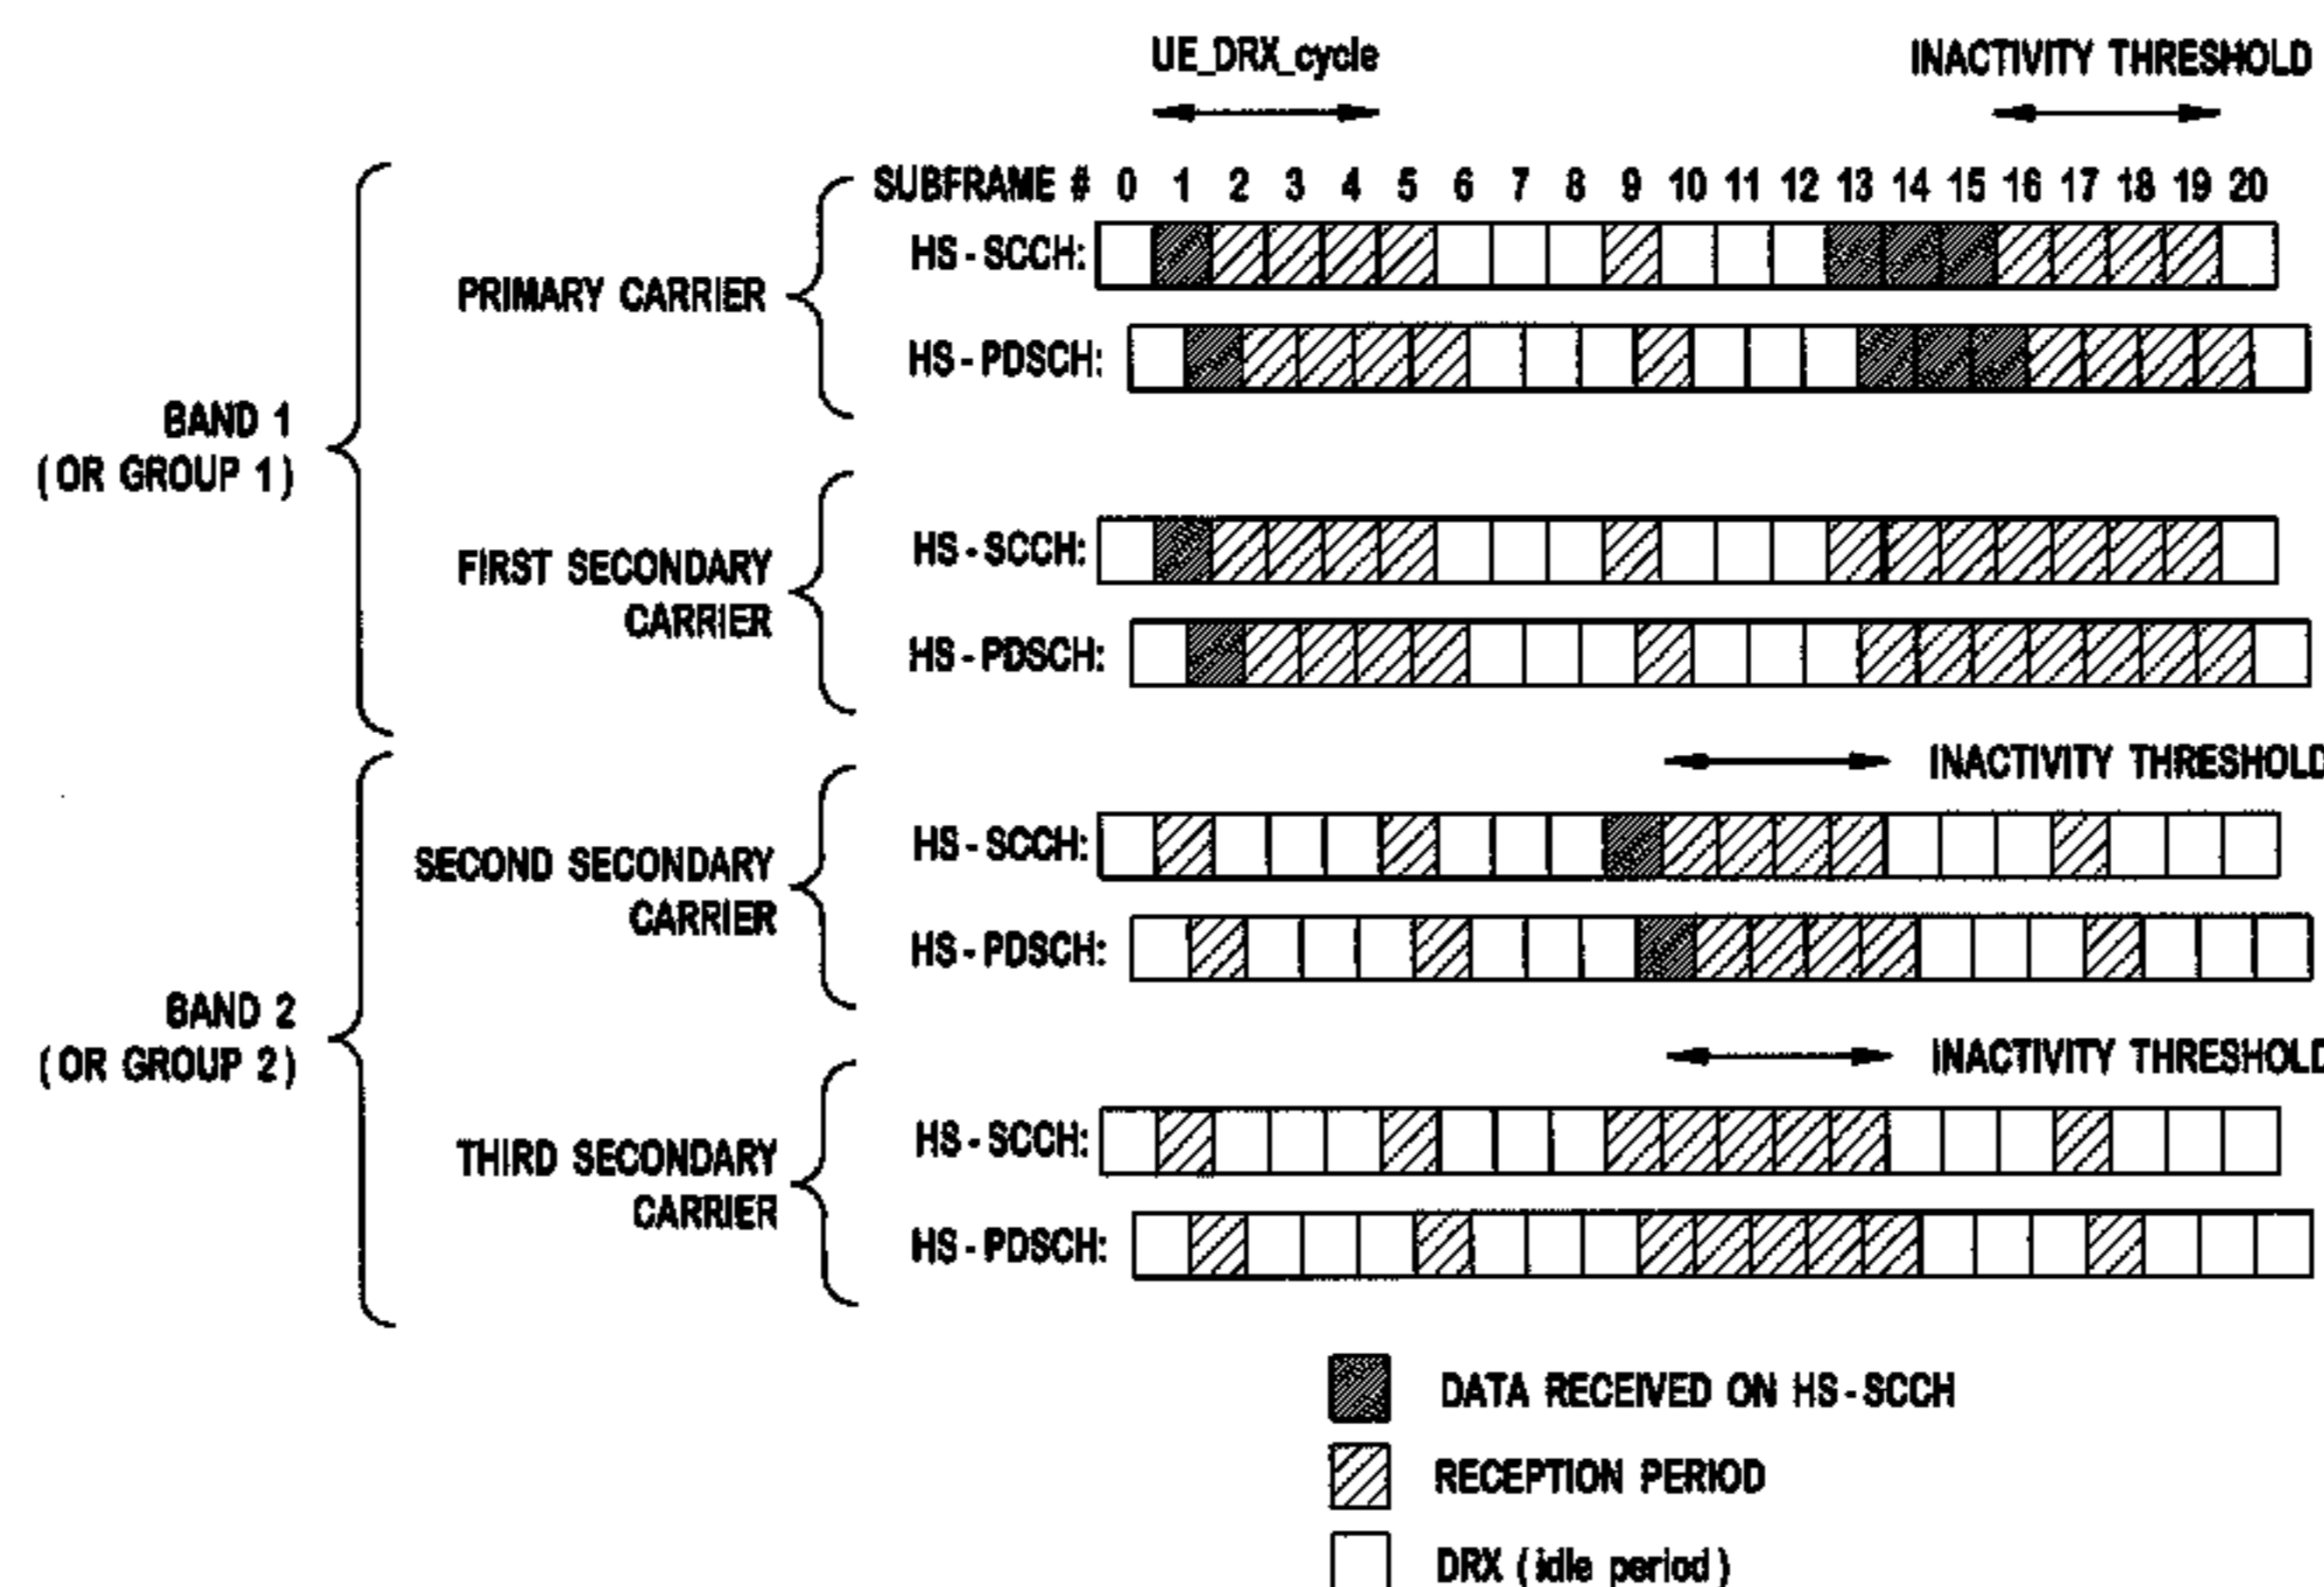 UE_DRX_cycle INACTIVITY THRESHOLD
SUBFRAME # 0 1 2 3 4 5 6 7 8 9 10 11 12 13 14 15 16 17 18 19 20
HS-SCCH:
PRIMARY CARRIER
HS-PDSCH:
BAND 1
(OR GROUP 1)
HS-SCCH:
FIRST SECONDARY
CARRIER
HS-PDSCH:
INACTIVITY THRESHOLD
HS-SCCH:
SECOND SECONDARY
CARRIER
HS-PDSCH:
BAND 2
(OR GROUP 2)
INACTIVITY THRESHOLD
HS-SCCH:
THIRD SECONDARY
CARRIER
HS-PDSCH:
DATA RECEIVED ON HS-SCCH
RECEPTION PERIOD
DRX (idle period)